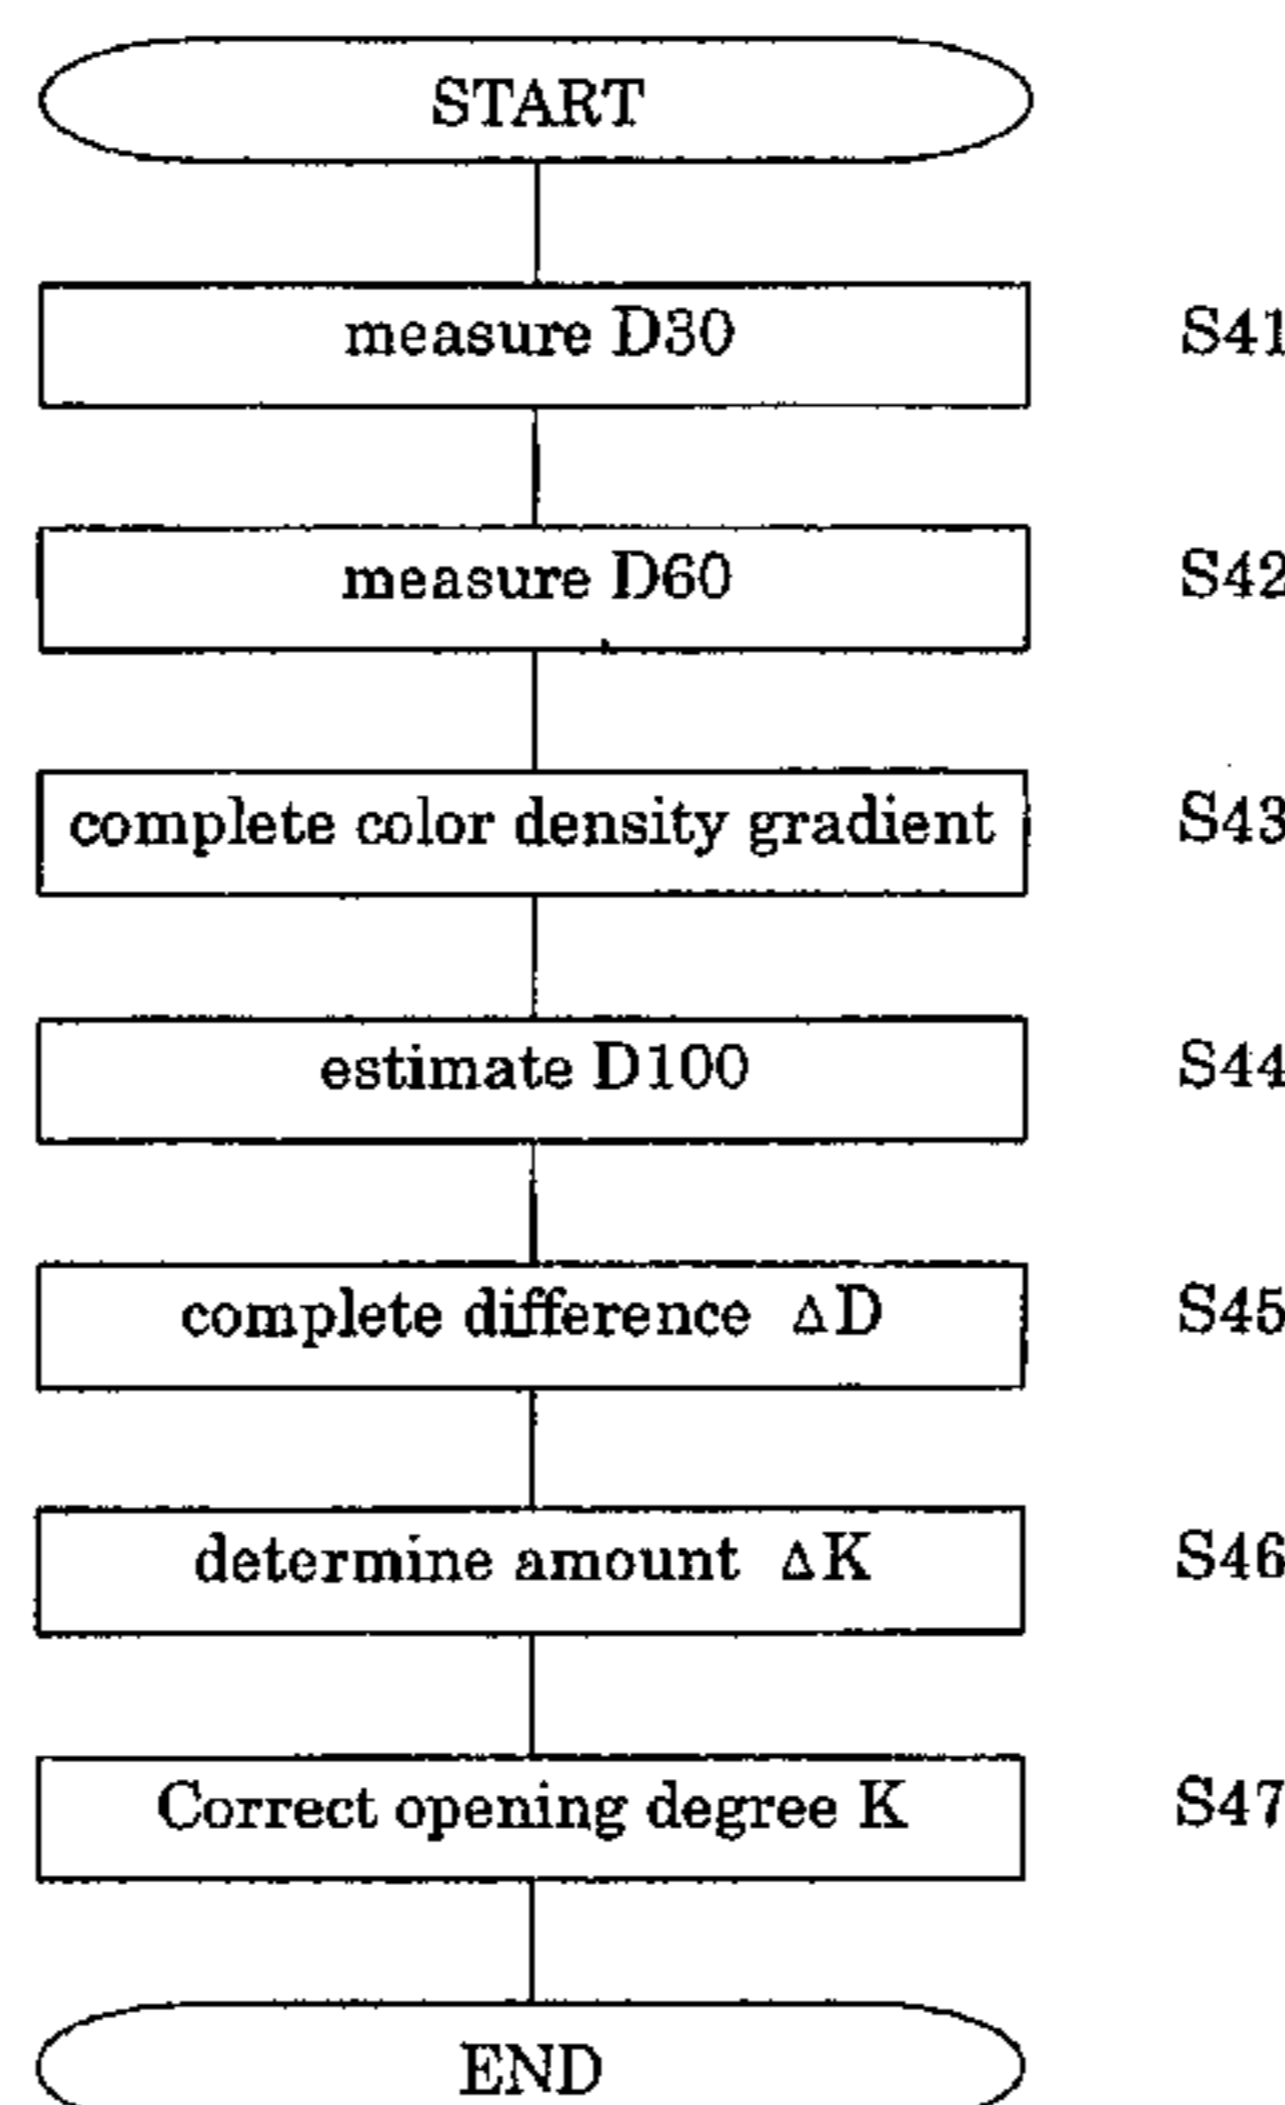 START
measure D30 S41
measure D60 S42
complete color density gradient S43
estimate D100 S44
complete difference ΔD S45
determine amount ΔK S46
Correct opening degree K S47
END